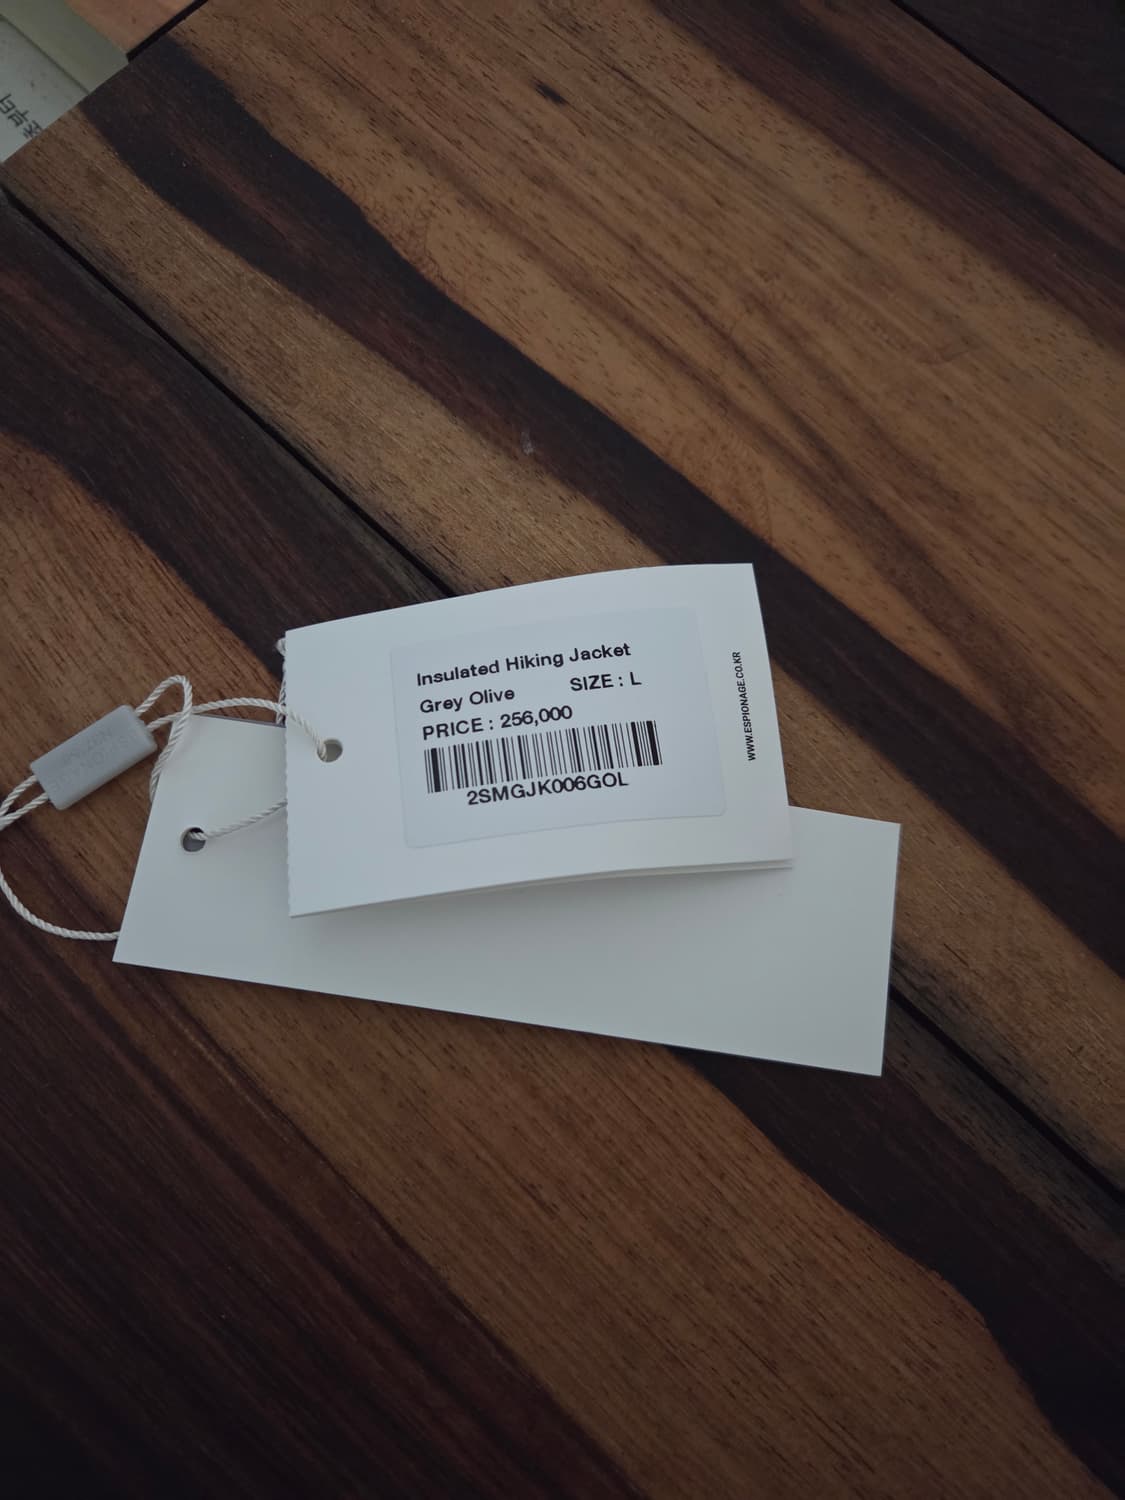 Insulated Hiking Jacket
Grey Olive SIZE : L
PRICE : 256,000
2SMGJK006GOL
WWW.ESPIONAGE.CO.KR